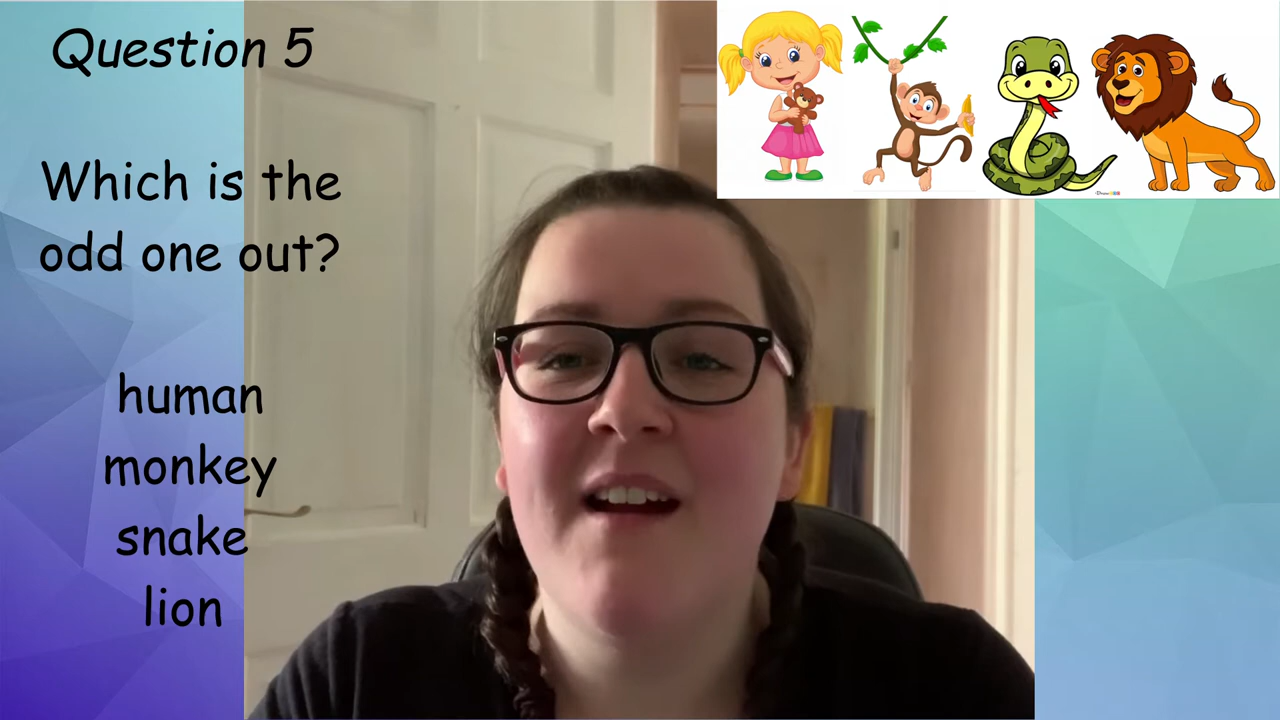 Question 5
Which is the
odd one out?
human
monkey
snake
lion